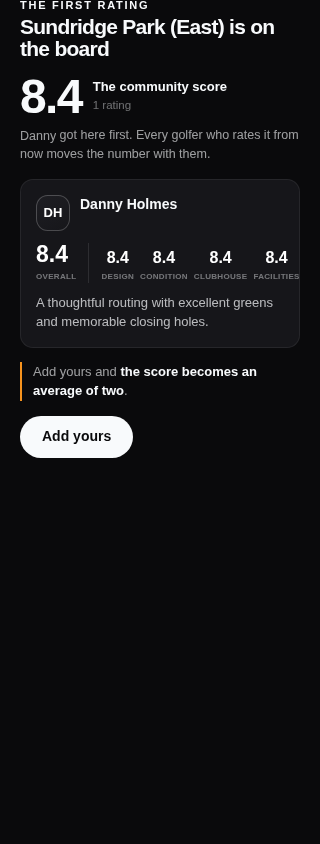 THE FIRST RATING
Sundridge Park (East) is on
the board
8.4
The community score
1 rating
Danny got here first. Every golfer who rates it from
now moves the number with them.
DH
Danny Holmes
8.4 8.4 8.4 8.4 8.4
OVERALL DESIGN CONDITION CLUBHOUSE FACILITIES
A thoughtful routing with excellent greens
and memorable closing holes.
Add yours and the score becomes an
average of two.
Add yours